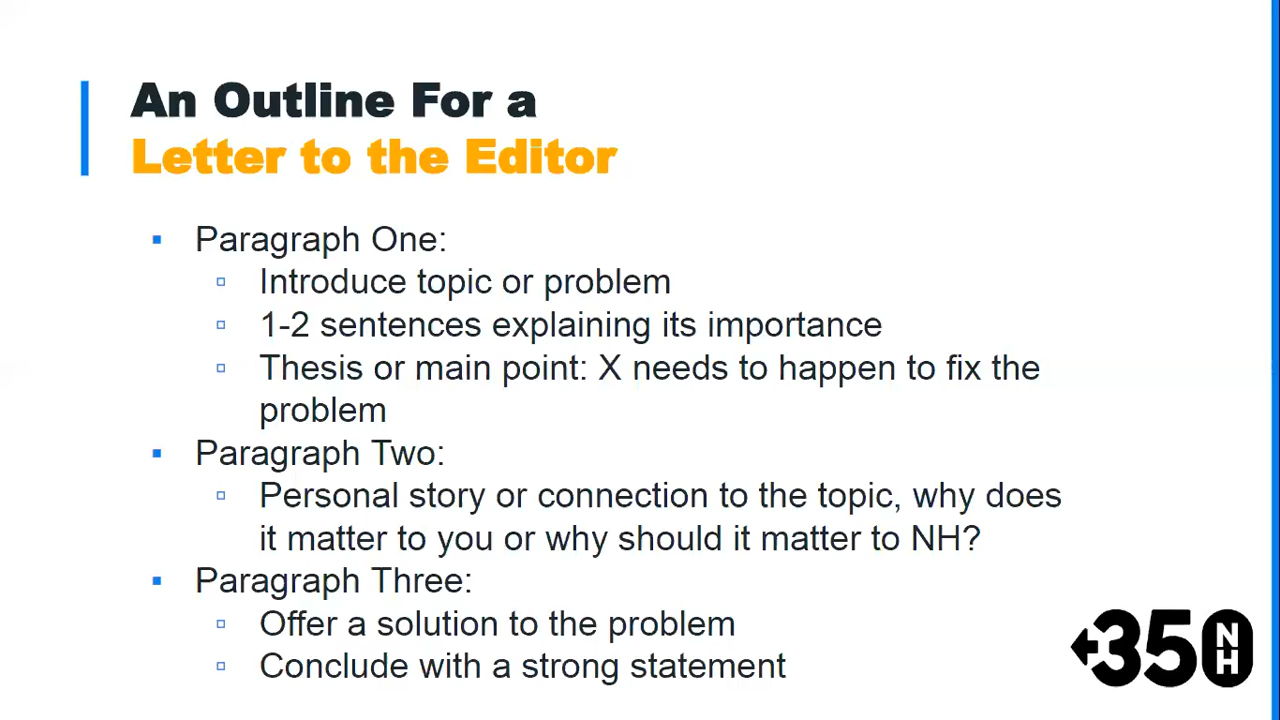 An Outline For a
Letter to the Editor
▪ Paragraph One:
▫ Introduce topic or problem
▫ 1-2 sentences explaining its importance
▫ Thesis or main point: X needs to happen to fix the
problem
▪ Paragraph Two:
▫ Personal story or connection to the topic, why does
it matter to you or why should it matter to NH?
▪ Paragraph Three:
▫ Offer a solution to the problem
▫ Conclude with a strong statement
350
NH